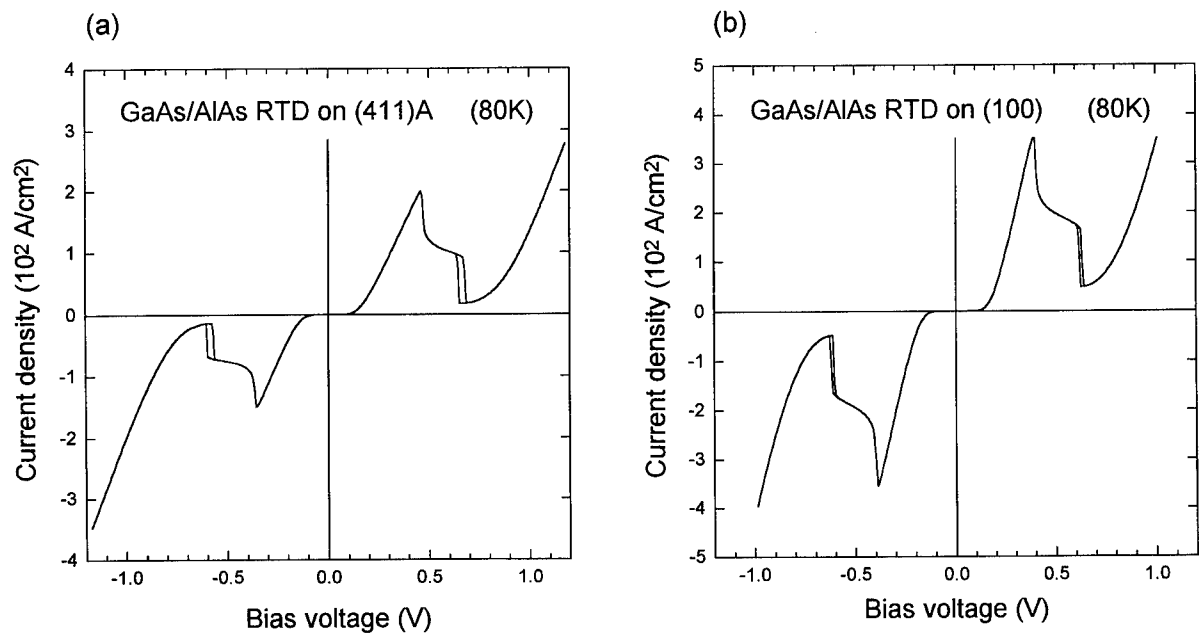 (a)
GaAs/AlAs RTD on (411)A (80K)
Current density (10² A/cm²)
4
3
2
1
0
-1
-2
-3
-4
-1.0 -0.5 0.0 0.5 1.0
Bias voltage (V)
(b)
GaAs/AlAs RTD on (100) (80K)
Current density (10² A/cm²)
5
4
3
2
1
0
-1
-2
-3
-4
-5
-1.0 -0.5 0.0 0.5 1.0
Bias voltage (V)